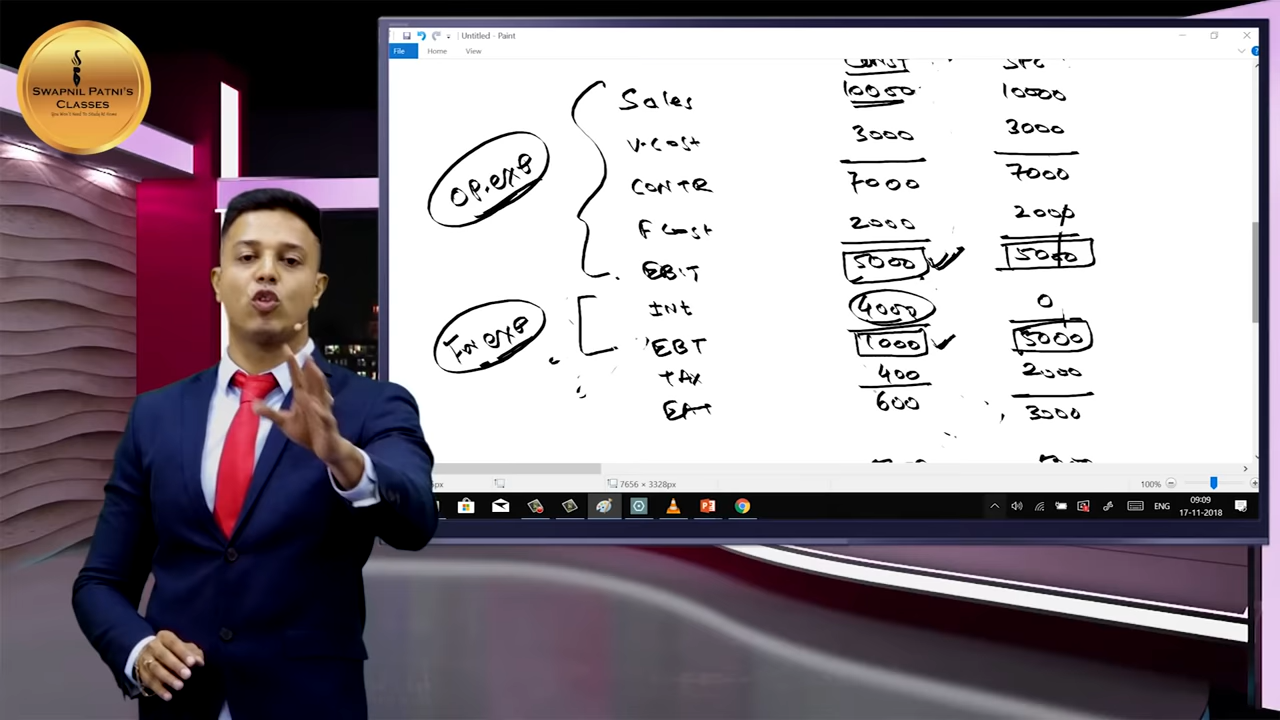 SWAPNIL PATNI'S
CLASSES
Untitled - Paint
File Home View
Sales 10000 10000
V.Cost 3000 3000
CONTR 7000 7000
OP.exp
F Cost 2000 2000
EBIT 5000 5000
INt 4000 0
EBT 1000 5000
TAX 400 2000
EAT 600 3000
7656 × 3328px 100%
ENG
09:09
17-11-2018